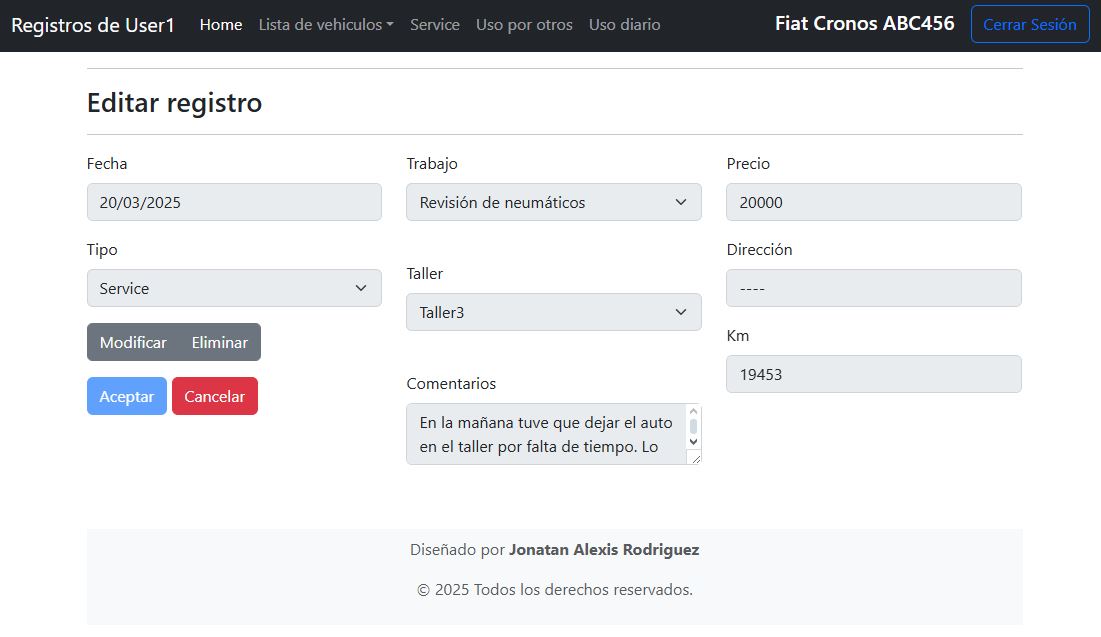 Registros de User1 Home Lista de vehiculos Service Uso por otros Uso diario Fiat Cronos ABC456 Cerrar Sesión
Editar registro
Fecha
20/03/2025
Tipo
Service
Modificar Eliminar
Aceptar Cancelar
Trabajo
Revisión de neumáticos
Taller
Taller3
Comentarios
En la mañana tuve que dejar el auto
en el taller por falta de tiempo. Lo
Precio
20000
Dirección
----
Km
19453
Diseñado por Jonatan Alexis Rodriguez
© 2025 Todos los derechos reservados.